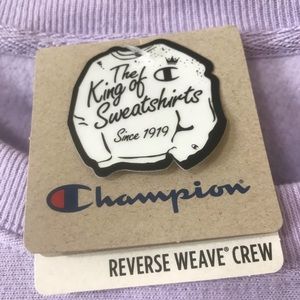 The
King of
Sweatshirts
Since 1919
Champion
REVERSE WEAVE® CREW